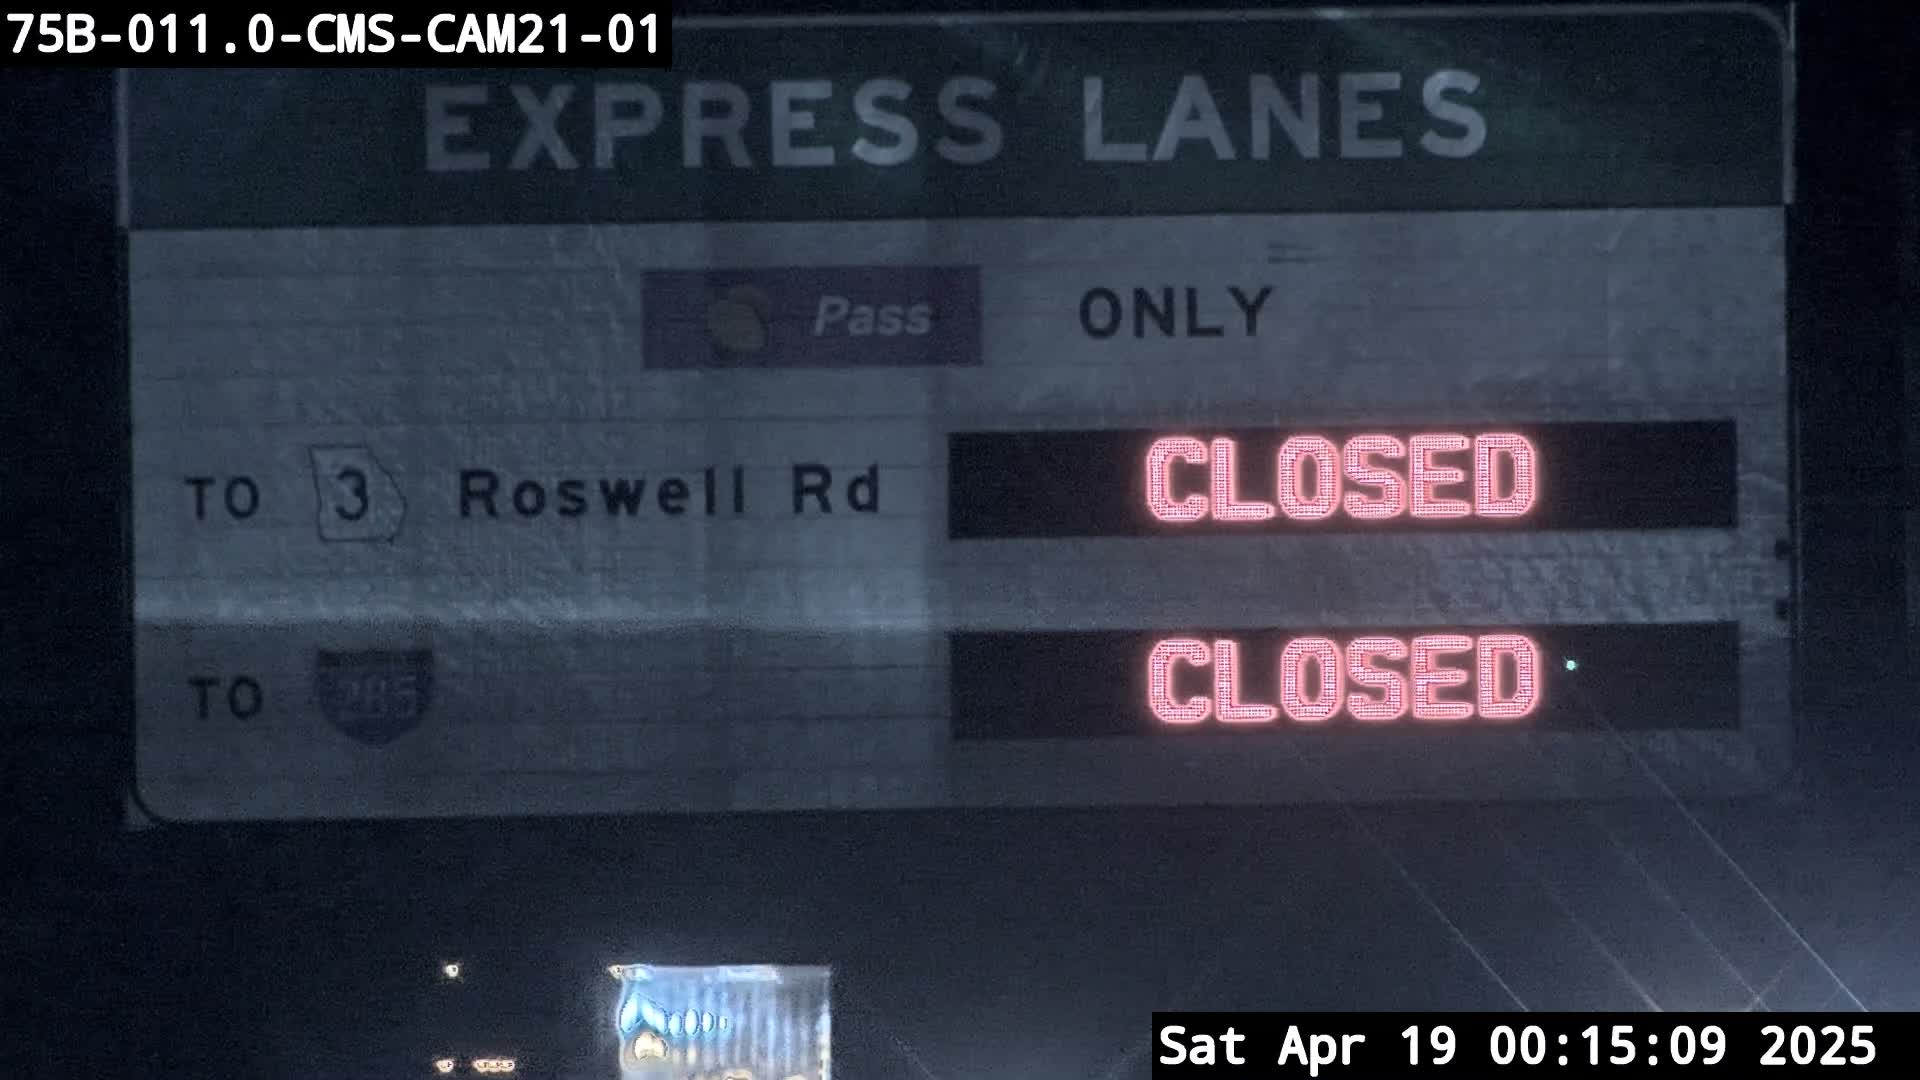 75B-011.0-CMS-CAM21-01
EXPRESS LANES
Pass ONLY
TO 3 Roswell Rd CLOSED
TO 285 CLOSED
Sat Apr 19 00:15:09 2025